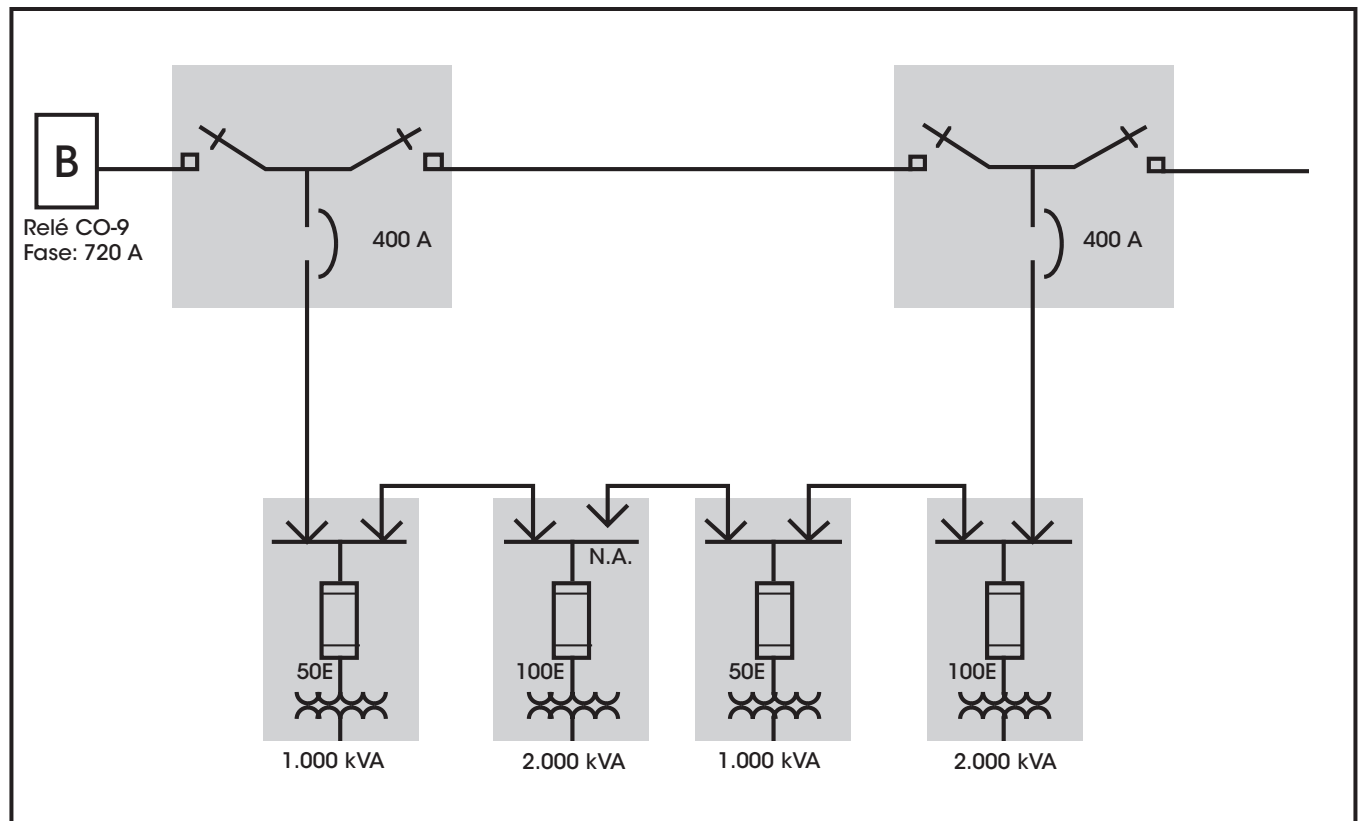 B
Relé CO-9
Fase: 720 A
400 A
400 A
N.A.
50E
100E
50E
100E
1.000 kVA
2.000 kVA
1.000 kVA
2.000 kVA